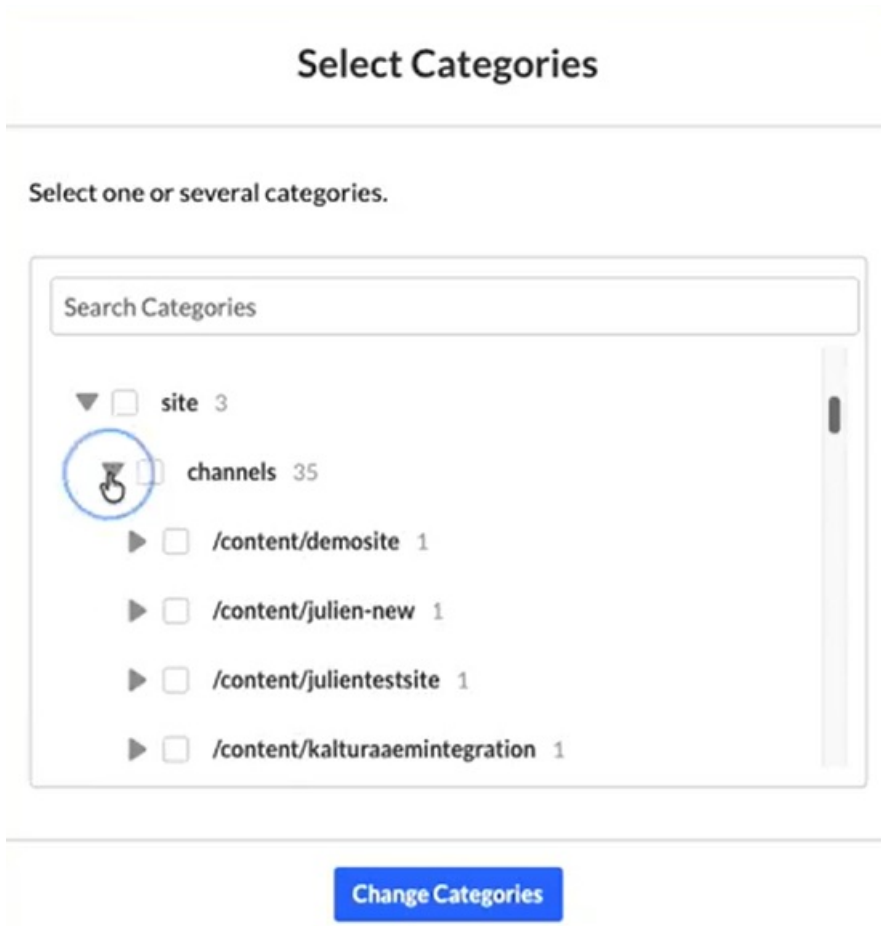 Select Categories
Select one or several categories.
Search Categories
site 3
channels 35
/content/demosite 1
/content/julien-new 1
/content/julientestsite 1
/content/kalturaaemintegration 1
Change Categories